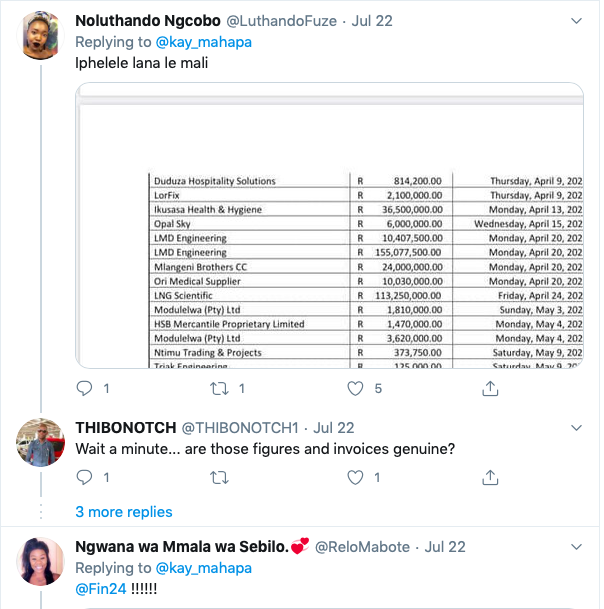 Noluthando Ngcobo @LuthandoFuze · Jul 22
Replying to @kay_mahapa
Iphelele lana le mali
Duduza Hospitality Solutions R 814,200.00 Thursday, April 9, 202
LorFix R 2,100,000.00 Thursday, April 9, 202
Ikusasa Health & Hygiene R 36,500,000.00 Monday, April 13, 202
Opal Sky R 6,000,000.00 Wednesday, April 15, 202
LMD Engineering R 10,407,500.00 Monday, April 20, 202
LMD Engineering R 155,077,500.00 Monday, April 20, 202
Mlangeni Brothers CC R 24,000,000.00 Monday, April 20, 202
Ori Medical Supplier R 10,030,000.00 Monday, April 20, 202
LNG Scientific R 113,250,000.00 Friday, April 24, 202
Modulelwa (Pty) Ltd R 1,810,000.00 Sunday, May 3, 202
HSB Mercantile Proprietary Limited R 1,470,000.00 Monday, May 4, 202
Modulelwa (Pty) Ltd R 3,620,000.00 Monday, May 4, 202
Ntimu Trading & Projects R 373,750.00 Saturday, May 9, 202
Triak Engineering R 125,000.00 Saturday, May 9, 202
1 1 5
THIBONOTCH @THIBONOTCH1 · Jul 22
Wait a minute... are those figures and invoices genuine?
1 1
3 more replies
Ngwana wa Mmala wa Sebilo.💞 @ReloMabote · Jul 22
Replying to @kay_mahapa
@Fin24 !!!!!!